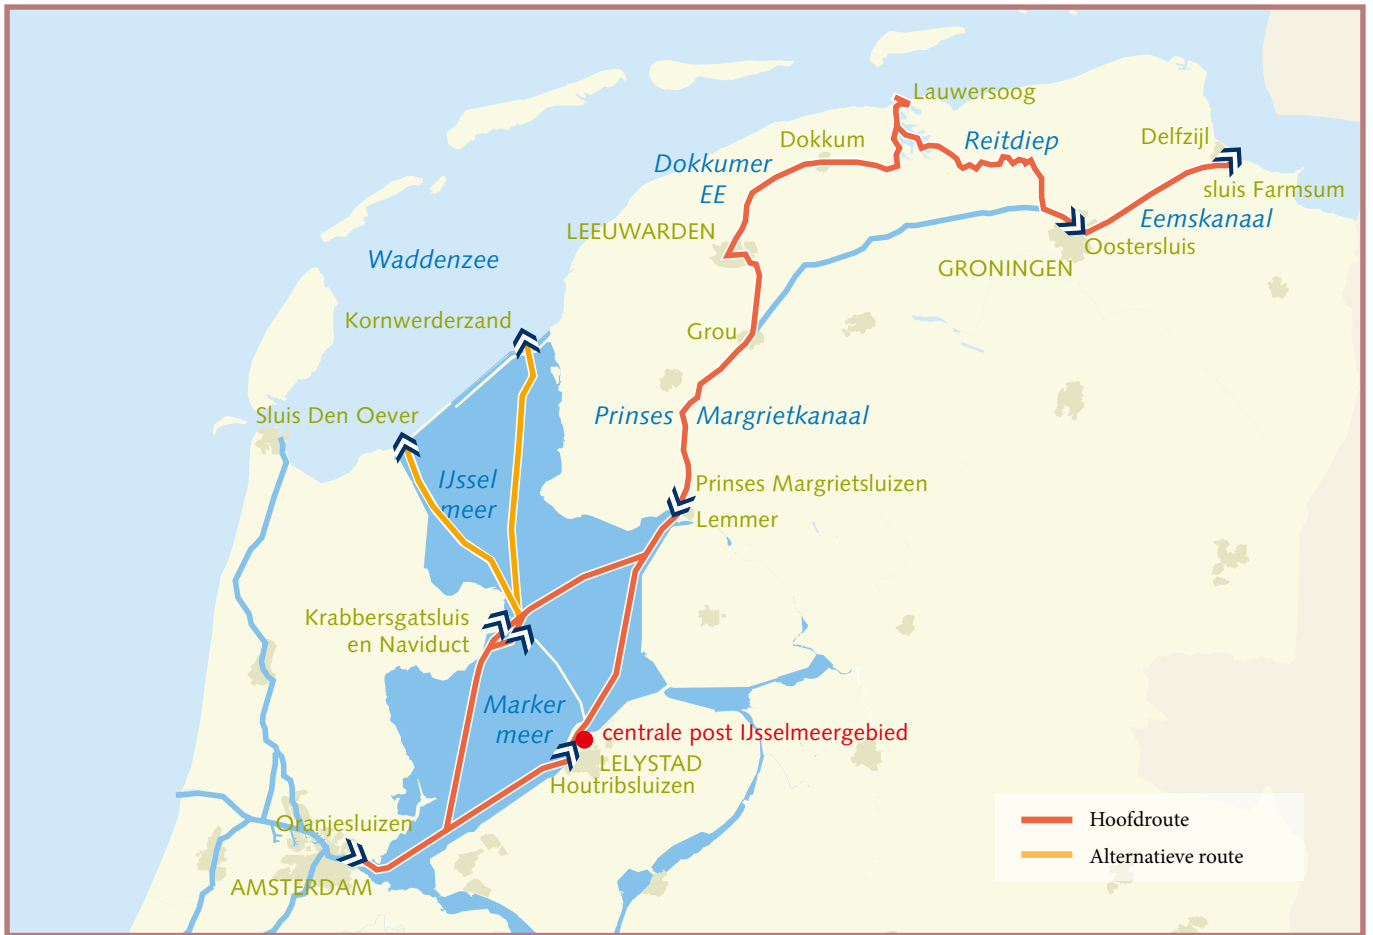 Lauwersoog
Dokkum
Reitdiep
Delfzijl
Dokkumer
EE
sluis Farmsum
Eemskanaal
LEEUWARDEN
Oostersluis
GRONINGEN
Waddenzee
Kornwerderzand
Grou
Sluis Den Oever
Prinses Margrietkanaal
IJssel
meer
Prinses Margrietsluizen
Lemmer
Krabbersgatsluis
en Naviduct
Marker
meer
centrale post IJsselmeergebied
LELYSTAD
Houtribsluizen
Oranjesluizen
AMSTERDAM
Hoofdroute
Alternatieve route